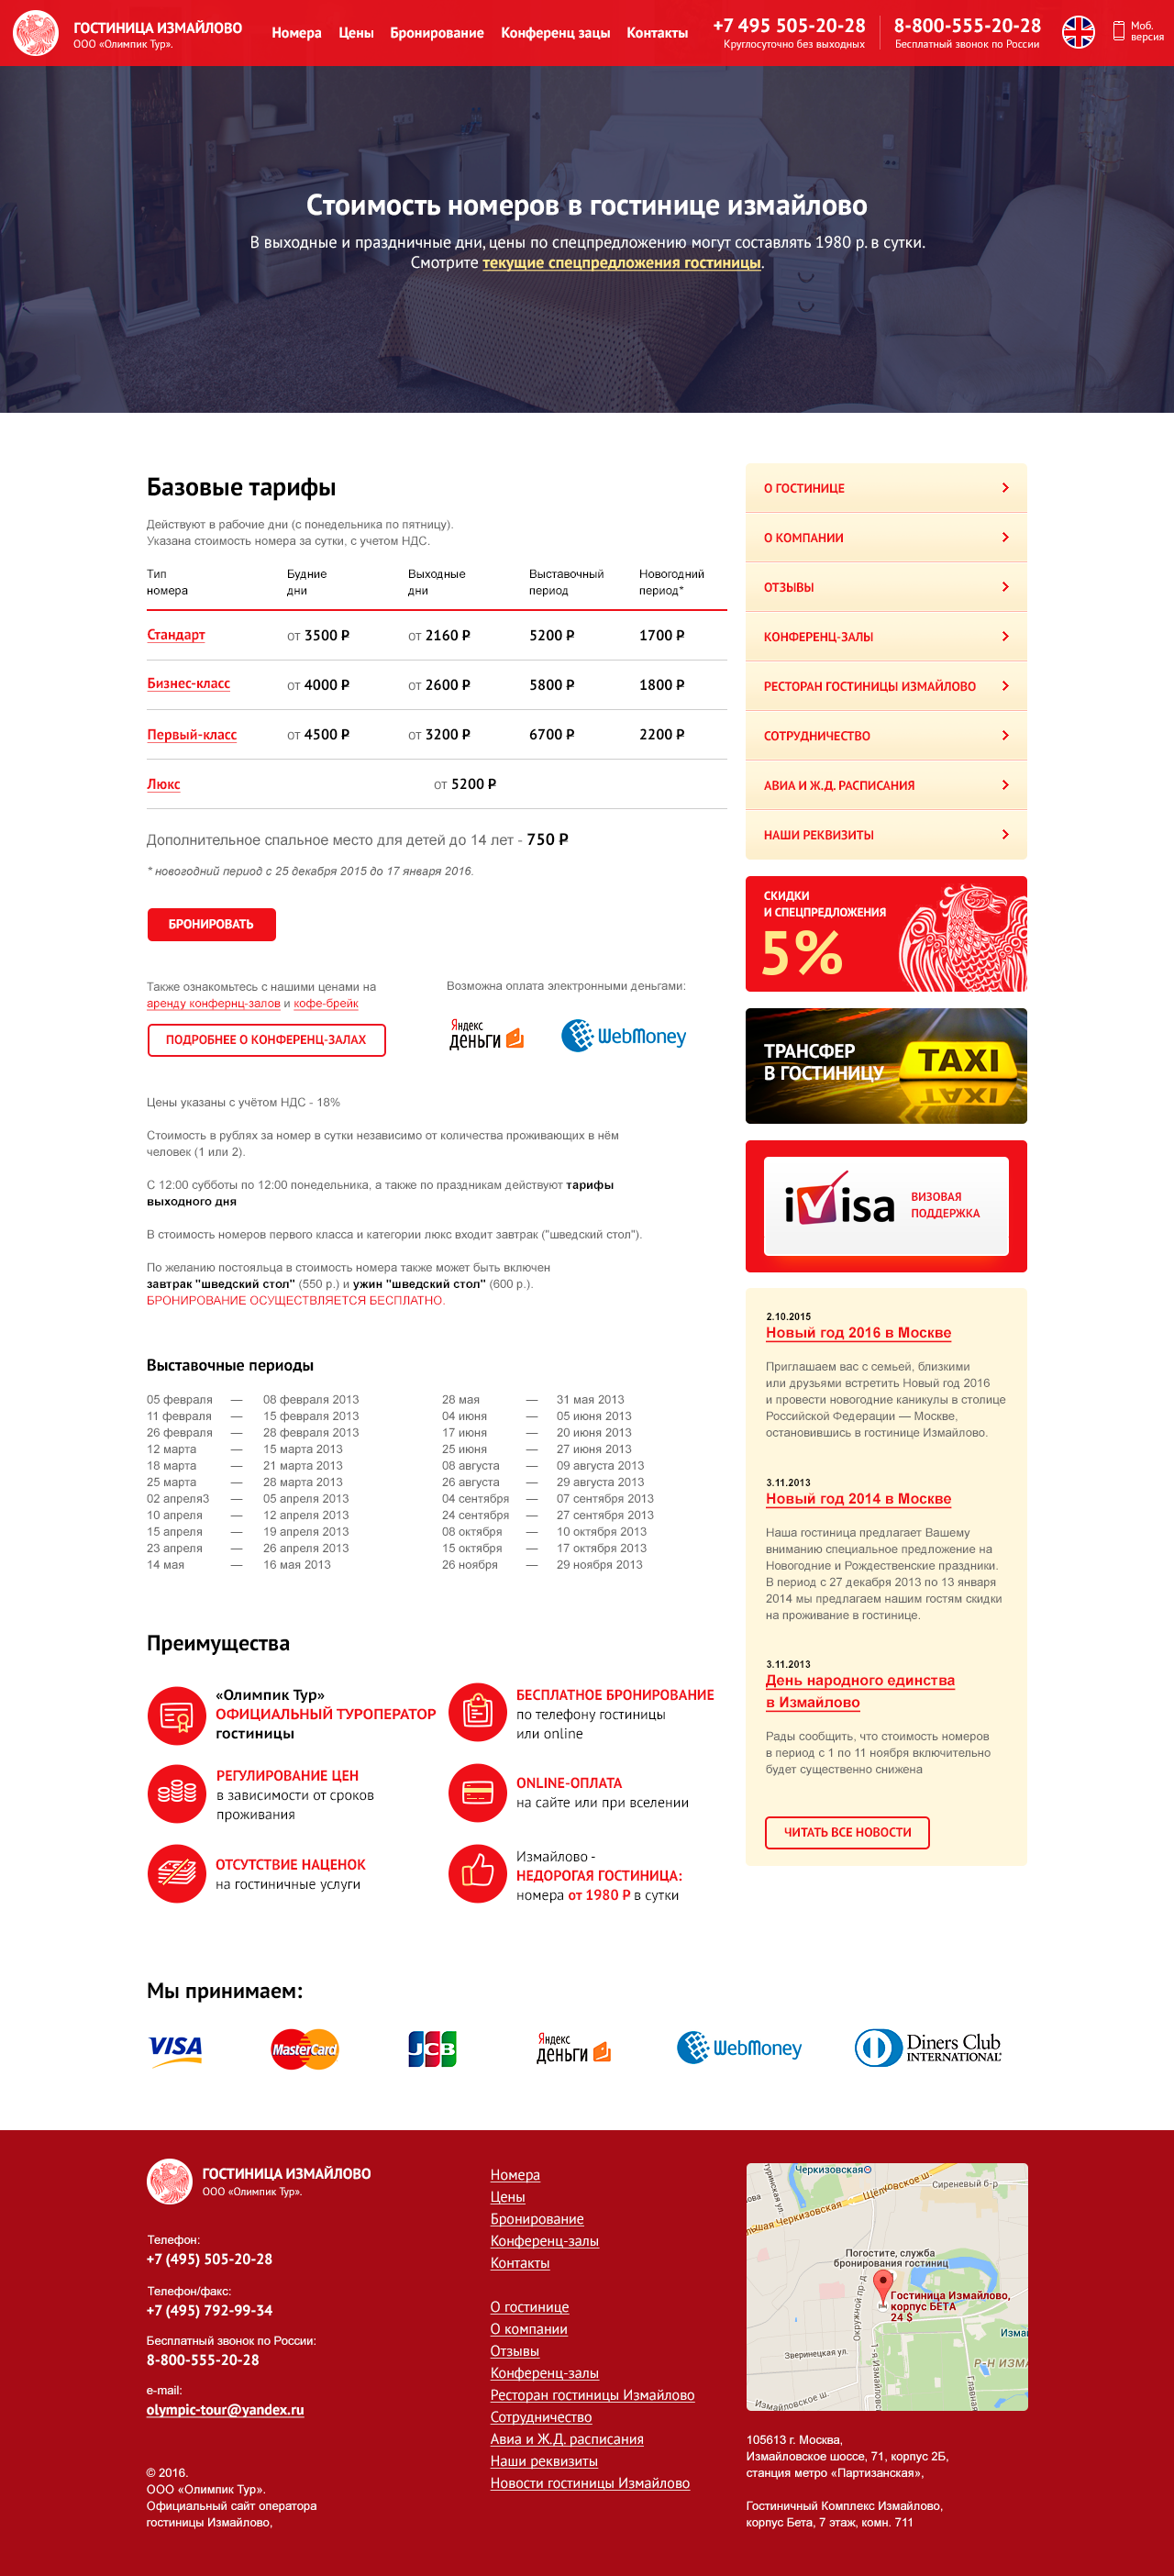 ГОСТИНИЦА ИЗМАЙЛОВО
ООО «Олимпик Тур».
Номера Цены Бронирование Конференц зацы Контакты
+7 495 505-20-28
Круглосуточно без выходных
8-800-555-20-28
Бесплатный звонок по России
Моб.
версия
Стоимость номеров в гостинице измайлово
В выходные и праздничные дни, цены по спецпредложению могут составлять 1980 р. в сутки.
Смотрите текущие спецпредложения гостиницы.
Базовые тарифы
Действуют в рабочие дни (с понедельника по пятницу).
Указана стоимость номера за сутки, с учетом НДС.
Тип номера Будние дни Выходные дни Выставочный период Новогодний период*
Стандарт от 3500 ₽ от 2160 ₽ 5200 ₽ 1700 ₽
Бизнес-класс от 4000 ₽ от 2600 ₽ 5800 ₽ 1800 ₽
Первый-класс от 4500 ₽ от 3200 ₽ 6700 ₽ 2200 ₽
Люкс от 5200 ₽
Дополнительное спальное место для детей до 14 лет - 750 ₽
* новогодний период с 25 декабря 2015 до 17 января 2016.
БРОНИРОВАТЬ
Также ознакомьтесь с нашими ценами на
аренду конфернц-залов и кофе-брейк
ПОДРОБНЕЕ О КОНФЕРЕНЦ-ЗАЛАХ
Возможна оплата электронными деньгами:
Яндекс
деньги
WebMoney
Цены указаны с учётом НДС - 18%
Стоимость в рублях за номер в сутки независимо от количества проживающих в нём
человек (1 или 2).
С 12:00 субботы по 12:00 понедельника, а также по праздникам действуют тарифы
выходного дня
В стоимость номеров первого класса и категории люкс входит завтрак ("шведский стол").
По желанию постояльца в стоимость номера также может быть включен
завтрак "шведский стол" (550 р.) и ужин "шведский стол" (600 р.).
БРОНИРОВАНИЕ ОСУЩЕСТВЛЯЕТСЯ БЕСПЛАТНО.
Выставочные периоды
05 февраля — 08 февраля 2013
11 февраля — 15 февраля 2013
26 февраля — 28 февраля 2013
12 марта — 15 марта 2013
18 марта — 21 марта 2013
25 марта — 28 марта 2013
02 апреля3 — 05 апреля 2013
10 апреля — 12 апреля 2013
15 апреля — 19 апреля 2013
23 апреля — 26 апреля 2013
14 мая — 16 мая 2013
28 мая — 31 мая 2013
04 июня — 05 июня 2013
17 июня — 20 июня 2013
25 июня — 27 июня 2013
08 августа — 09 августа 2013
26 августа — 29 августа 2013
04 сентября — 07 сентября 2013
24 сентября — 27 сентября 2013
08 октября — 10 октября 2013
15 октября — 17 октября 2013
26 ноября — 29 ноября 2013
Преимущества
«Олимпик Тур»
ОФИЦИАЛЬНЫЙ ТУРОПЕРАТОР
гостиницы
БЕСПЛАТНОЕ БРОНИРОВАНИЕ
по телефону гостиницы
или online
РЕГУЛИРОВАНИЕ ЦЕН
в зависимости от сроков
проживания
ONLINE-ОПЛАТА
на сайте или при вселении
ОТСУТСТВИЕ НАЦЕНОК
на гостиничные услуги
Измайлово -
НЕДОРОГАЯ ГОСТИНИЦА:
номера от 1980 Р в сутки
О ГОСТИНИЦЕ
О КОМПАНИИ
ОТЗЫВЫ
КОНФЕРЕНЦ-ЗАЛЫ
РЕСТОРАН ГОСТИНИЦЫ ИЗМАЙЛОВО
СОТРУДНИЧЕСТВО
АВИА И Ж.Д. РАСПИСАНИЯ
НАШИ РЕКВИЗИТЫ
СКИДКИ
И СПЕЦПРЕДЛОЖЕНИЯ
5%
ТРАНСФЕР
В ГОСТИНИЦУ
TAXI
iVisa
ВИЗОВАЯ
ПОДДЕРЖКА
2.10.2015
Новый год 2016 в Москве
Приглашаем вас с семьей, близкими
или друзьями встретить Новый год 2016
и провести новогодние каникулы в столице
Российской Федерации — Москве,
остановившись в гостинице Измайлово.
3.11.2013
Новый год 2014 в Москве
Наша гостиница предлагает Вашему
вниманию специальное предложение на
Новогодние и Рождественские праздники.
В период с 27 декабря 2013 по 13 января
2014 мы предлагаем нашим гостям скидки
на проживание в гостинице.
3.11.2013
День народного единства
в Измайлово
Рады сообщить, что стоимость номеров
в период с 1 по 11 ноября включительно
будет существенно снижена
ЧИТАТЬ ВСЕ НОВОСТИ
Мы принимаем:
VISA
MasterCard
JCB
Яндекс
деньги
WebMoney
Diners Club
INTERNATIONAL
ГОСТИНИЦА ИЗМАЙЛОВО
ООО «Олимпик Тур».
Телефон:
+7 (495) 505-20-28
Телефон/факс:
+7 (495) 792-99-34
Бесплатный звонок по России:
8-800-555-20-28
e-mail:
olympic-tour@yandex.ru
© 2016.
ООО «Олимпик Тур».
Официальный сайт оператора
гостиницы Измайлово,
Номера
Цены
Бронирование
Конференц-залы
Контакты
О гостинице
О компании
Отзывы
Конференц-залы
Ресторан гостиницы Измайлово
Сотрудничество
Авиа и Ж.Д. расписания
Наши реквизиты
Новости гостиницы Измайлово
Черкизовская
Щёлковское ш.
Сиреневый б-р
Погостите, служба
бронирования гостиниц
Гостиница Измайлово,
корпус БЕТА
24 $
Окружной пр-д
Зверинецкая ул.
Измайловское ш.
105613 г. Москва,
Измайловское шоссе, 71, корпус 2Б,
станция метро «Партизанская»,
Гостиничный Комплекс Измайлово,
корпус Бета, 7 этаж, комн. 711